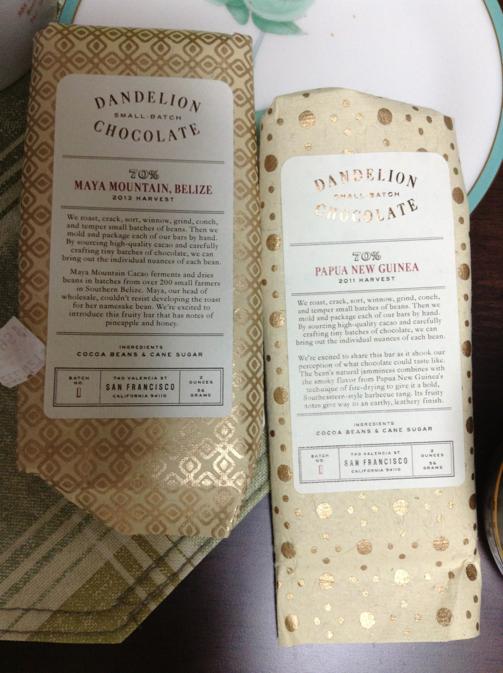 DANDELION
SMALL-BATCH
CHOCOLATE
70%
MAYA MOUNTAIN, BELIZE
2012 HARVEST
We roast, crack, sort, winnow, grind, conch,
and temper small batches of beans. Then we
mold and package each of our bars by hand.
By sourcing high-quality cacao and carefully
crafting tiny batches of chocolate, we can
bring out the individual nuances of each bean.
Maya Mountain Cacao ferments and dries
beans in batches from over 200 small farmers
in Southern Belize. Maya, our head of
wholesale, couldn't resist developing the roast
for her namesake bean. We're excited to
introduce this fruity bar that has notes of
pineapple and honey.
INGREDIENTS
COCOA BEANS & CANE SUGAR
BATCH
NO.
740 VALENCIA ST
SAN FRANCISCO
CALIFORNIA 94110
2
OUNCES
56
GRAMS
DANDELION
SMALL-BATCH
CHOCOLATE
70%
PAPUA NEW GUINEA
2011 HARVEST
We roast, crack, sort, winnow, grind, conch,
and temper small batches of beans. Then we
mold and package each of our bars by hand.
By sourcing high-quality cacao and carefully
crafting tiny batches of chocolate, we can
bring out the individual nuances of each bean.
We're excited to share this bar as it shook our
perception of what chocolate could taste like.
The bean's natural jamminess combines with
the smoky flavor from Papua New Guinea's
technique of fire-drying to give it a bold,
Southeastern-style barbecue tang. Its fruity
notes give way to an earthy, leathery finish.
INGREDIENTS
COCOA BEANS & CANE SUGAR
BATCH
NO.
740 VALENCIA ST
SAN FRANCISCO
CALIFORNIA 94110
2
OUNCES
56
GRAMS